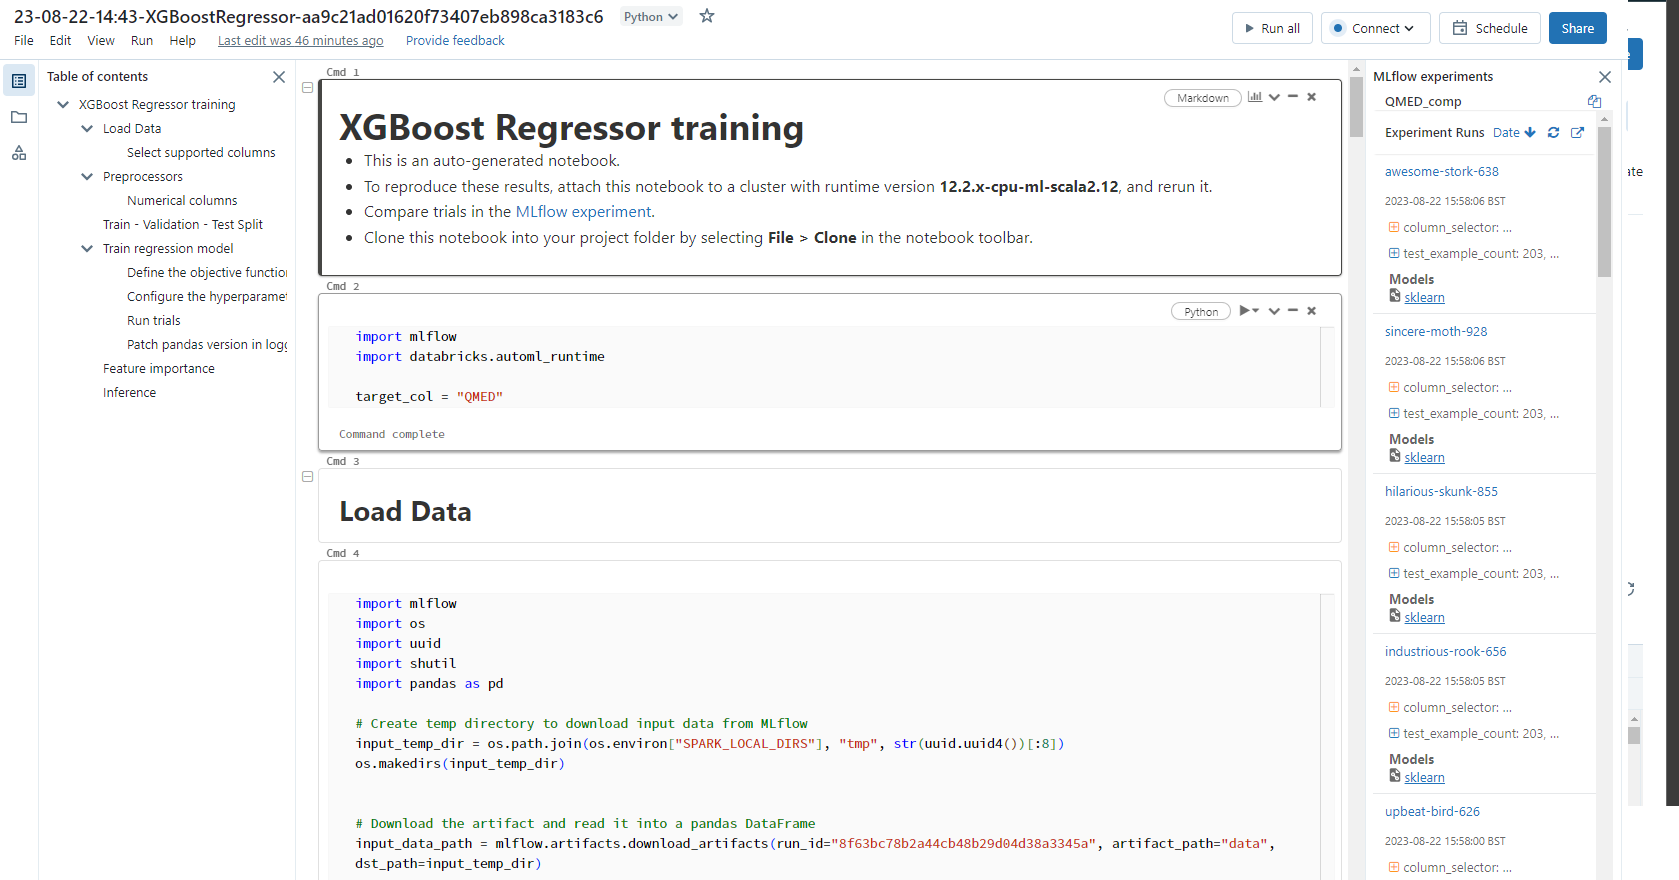 23-08-22-14:43-XGBoostRegressor-aa9c21ad01620f73407eb898ca3183c6 Python
File Edit View Run Help Last edit was 46 minutes ago Provide feedback
Run all Connect Schedule Share
Table of contents
XGBoost Regressor training
Load Data
Select supported columns
Preprocessors
Numerical columns
Train - Validation - Test Split
Train regression model
Define the objective function
Configure the hyperparamet
Run trials
Patch pandas version in logg
Feature importance
Inference
Cmd 1
Markdown
XGBoost Regressor training
• This is an auto-generated notebook.
• To reproduce these results, attach this notebook to a cluster with runtime version 12.2.x-cpu-ml-scala2.12, and rerun it.
• Compare trials in the MLflow experiment.
• Clone this notebook into your project folder by selecting File > Clone in the notebook toolbar.
Cmd 2
Python
import mlflow
import databricks.automl_runtime
target_col = "QMED"
Command complete
Cmd 3
Load Data
Cmd 4
import mlflow
import os
import uuid
import shutil
import pandas as pd
# Create temp directory to download input data from MLflow
input_temp_dir = os.path.join(os.environ["SPARK_LOCAL_DIRS"], "tmp", str(uuid.uuid4())[:8])
os.makedirs(input_temp_dir)
# Download the artifact and read it into a pandas DataFrame
input_data_path = mlflow.artifacts.download_artifacts(run_id="8f63bc78b2a44cb48b29d04d38a3345a", artifact_path="data",
dst_path=input_temp_dir)
MLflow experiments
QMED_comp
Experiment Runs Date
awesome-stork-638
2023-08-22 15:58:06 BST
column_selector: ...
test_example_count: 203, ...
Models
sklearn
sincere-moth-928
2023-08-22 15:58:06 BST
column_selector: ...
test_example_count: 203, ...
Models
sklearn
hilarious-skunk-855
2023-08-22 15:58:05 BST
column_selector: ...
test_example_count: 203, ...
Models
sklearn
industrious-rook-656
2023-08-22 15:58:05 BST
column_selector: ...
test_example_count: 203, ...
Models
sklearn
upbeat-bird-626
2023-08-22 15:58:00 BST
column_selector: ...
ate